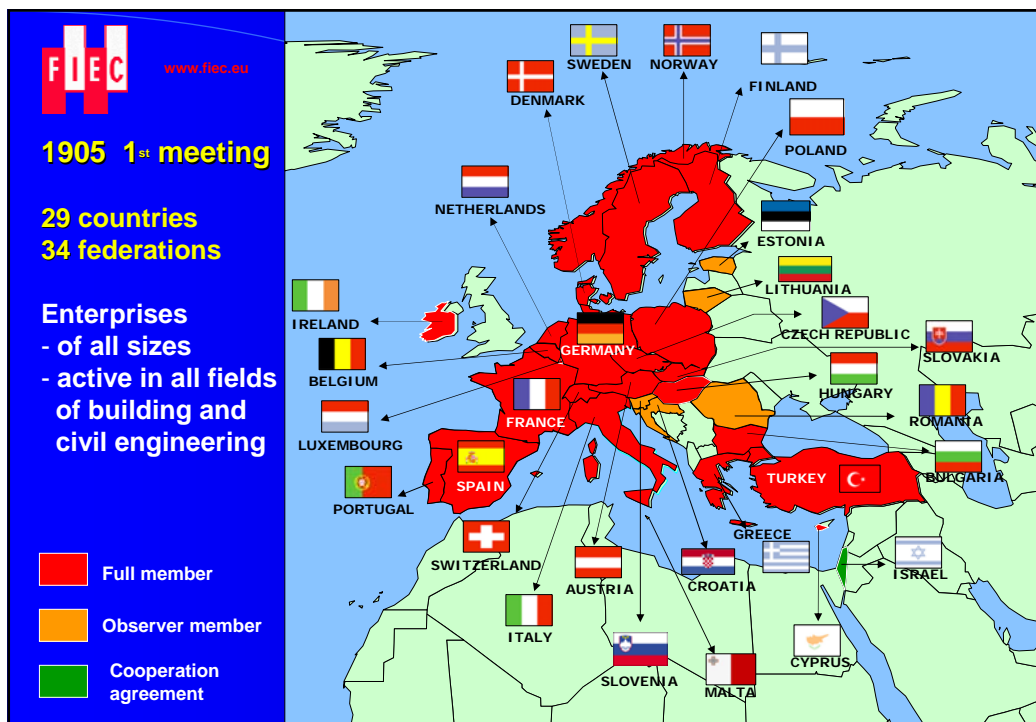 FIEC
www.fiec.eu
1905 1st meeting
29 countries
34 federations
Enterprises
- of all sizes
- active in all fields
of building and
civil engineering
Full member
Observer member
Cooperation
agreement
SWEDEN
NORWAY
FINLAND
DENMARK
POLAND
NETHERLANDS
ESTONIA
LITHUANIA
IRELAND
CZECH REPUBLIC
GERMANY
SLOVAKIA
BELGIUM
HUNGARY
FRANCE
ROMANIA
LUXEMBOURG
BULGARIA
SPAIN
TURKEY
PORTUGAL
GREECE
SWITZERLAND
AUSTRIA
CROATIA
ISRAEL
ITALY
SLOVENIA
MALTA
CYPRUS